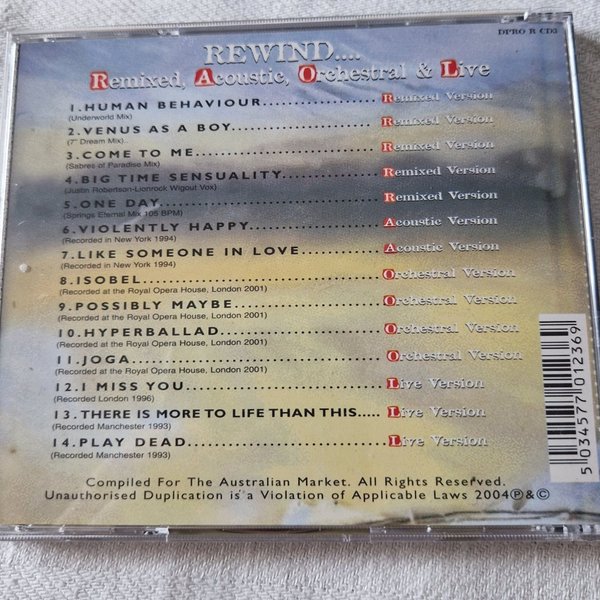 DPRO R CD3
REWIND....
Remixed, Acoustic, Orchestral & Live
1.HUMAN BEHAVIOUR........................Remixed Version
(Underworld Mix)
2.VENUS AS A BOY............................Remixed Version
(7" Dream Mix)
3.COME TO ME..................................Remixed Version
(Sabres of Paradise Mix)
4.BIG TIME SENSUALITY...................Remixed Version
(Justin Robertson-Lionrock Wigout Vox)
5.ONE DAY.........................................Remixed Version
(Springs Eternal Mix 105 BPM)
6.VIOLENTLY HAPPY.........................Acoustic Version
(Recorded in New York 1994)
7.LIKE SOMEONE IN LOVE................Acoustic Version
(Recorded in New York 1994)
8.ISOBEL.............................................Orchestral Version
(Recorded at the Royal Opera House, London 2001)
9.POSSIBLY MAYBE...........................Orchestral Version
(Recorded at the Royal Opera House, London 2001)
10.HYPERBALLAD..............................Orchestral Version
(Recorded at the Royal Opera House, London 2001)
11.JOGA..............................................Orchestral Version
(Recorded at the Royal Opera House, London 2001)
12.I MISS YOU....................................Live Version
(Recorded London 1996)
13.THERE IS MORE TO LIFE THAN THIS.....Live Version
(Recorded Manchester 1993)
14.PLAY DEAD....................................Live Version
(Recorded Manchester 1993)
5 034577 012369
Compiled For The Australian Market. All Rights Reserved.
Unauthorised Duplication is a Violation of Applicable Laws 2004℗&©